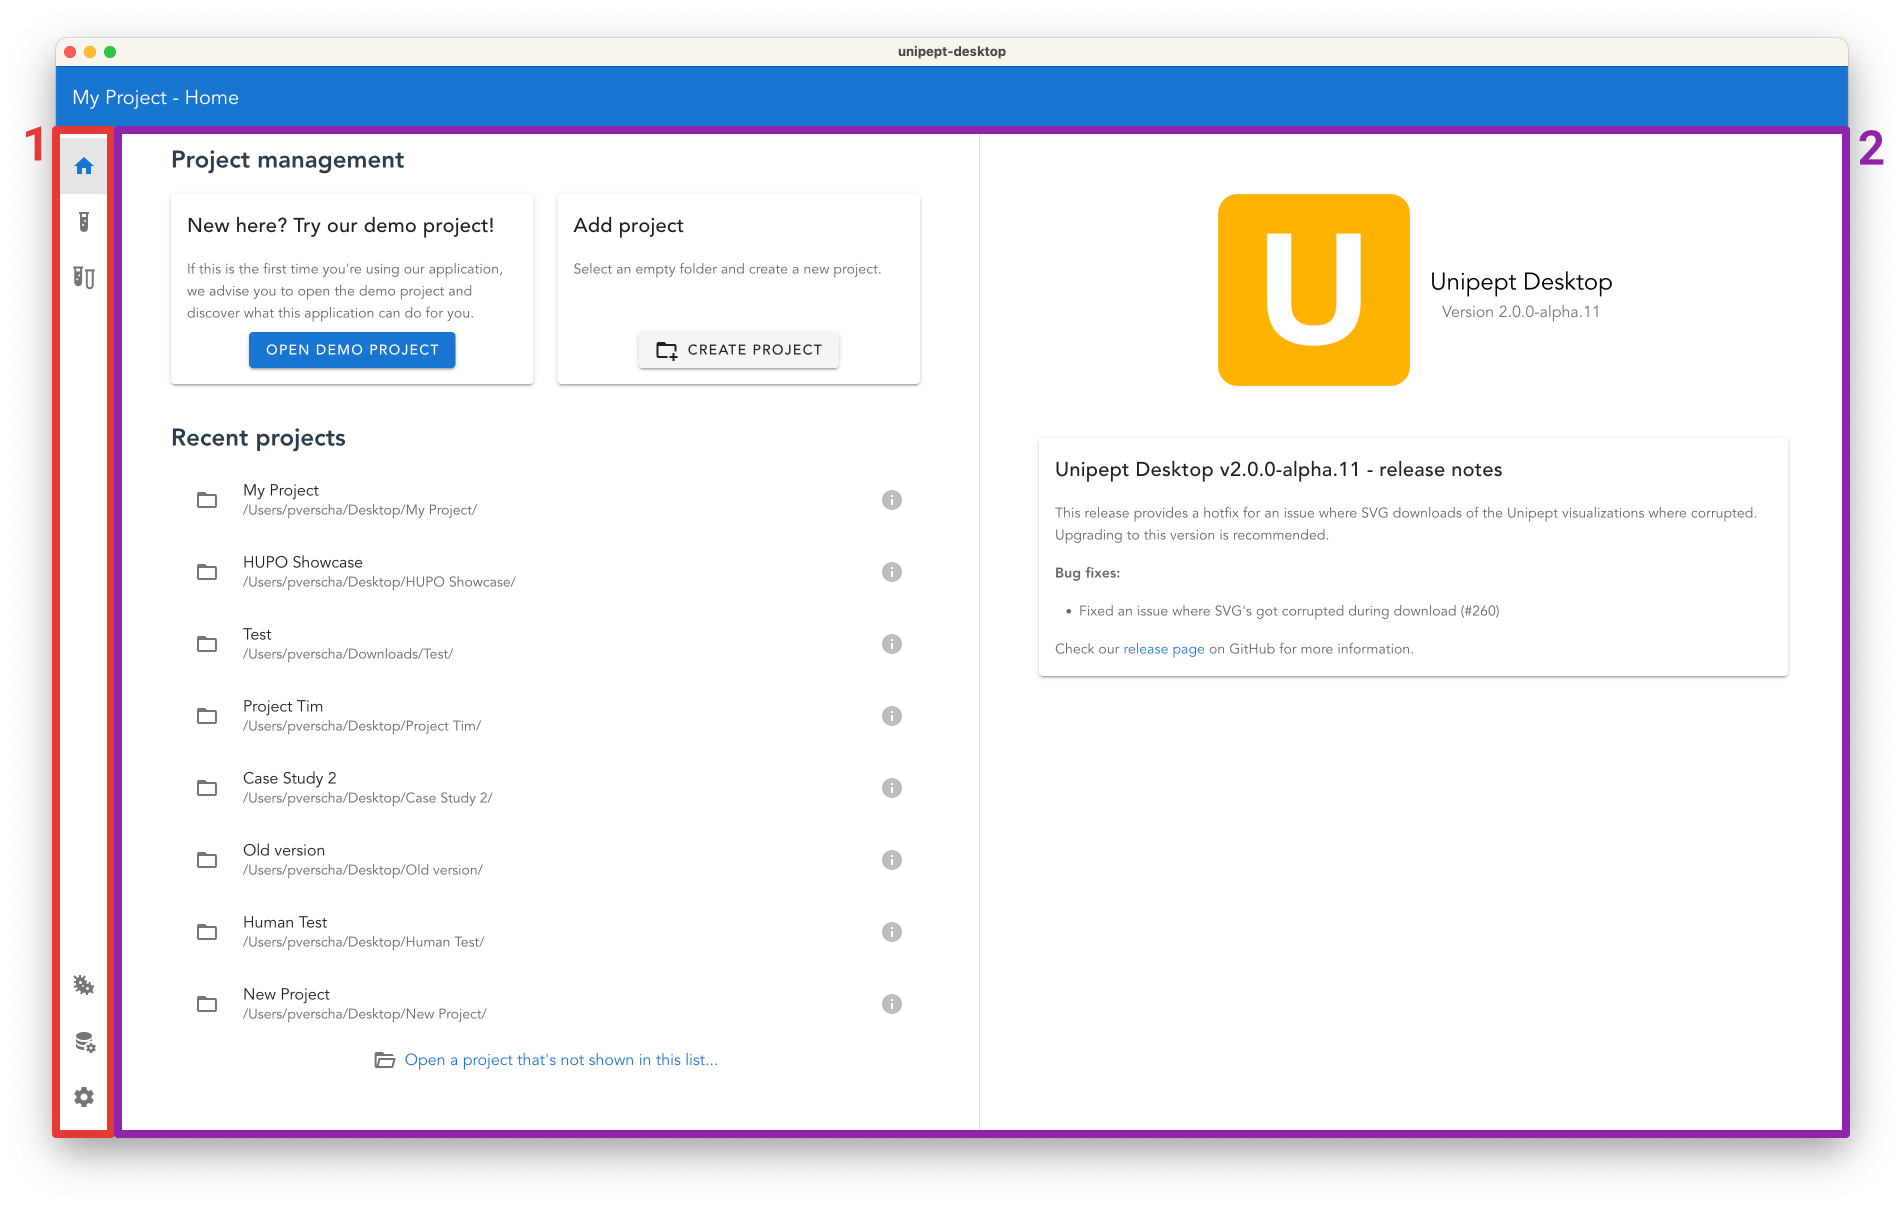 unipept-desktop
My Project - Home
1
2
Project management
New here? Try our demo project!
If this is the first time you're using our application,
we advise you to open the demo project and
discover what this application can do for you.
OPEN DEMO PROJECT
Add project
Select an empty folder and create a new project.
CREATE PROJECT
Recent projects
My Project
/Users/pverscha/Desktop/My Project/
HUPO Showcase
/Users/pverscha/Desktop/HUPO Showcase/
Test
/Users/pverscha/Downloads/Test/
Project Tim
/Users/pverscha/Desktop/Project Tim/
Case Study 2
/Users/pverscha/Desktop/Case Study 2/
Old version
/Users/pverscha/Desktop/Old version/
Human Test
/Users/pverscha/Desktop/Human Test/
New Project
/Users/pverscha/Desktop/New Project/
Open a project that's not shown in this list...
U
Unipept Desktop
Version 2.0.0-alpha.11
Unipept Desktop v2.0.0-alpha.11 - release notes
This release provides a hotfix for an issue where SVG downloads of the Unipept visualizations where corrupted.
Upgrading to this version is recommended.
Bug fixes:
• Fixed an issue where SVG's got corrupted during download (#260)
Check our release page on GitHub for more information.